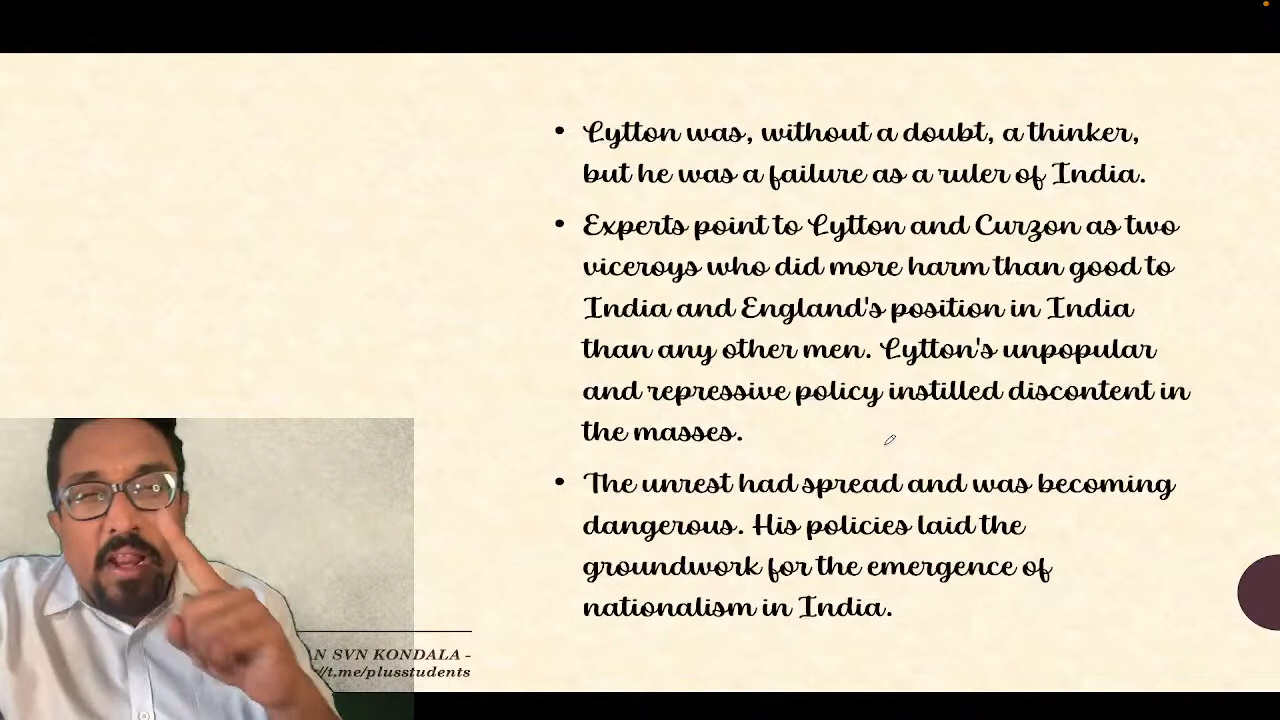 • Lytton was, without a doubt, a thinker,
but he was a failure as a ruler of India.
• Experts point to Lytton and Curzon as two
viceroys who did more harm than good to
India and England's position in India
than any other men. Lytton's unpopular
and repressive policy instilled discontent in
the masses.
• The unrest had spread and was becoming
dangerous. His policies laid the
groundwork for the emergence of
nationalism in India.
N SVN KONDALA -
//t.me/plusstudents